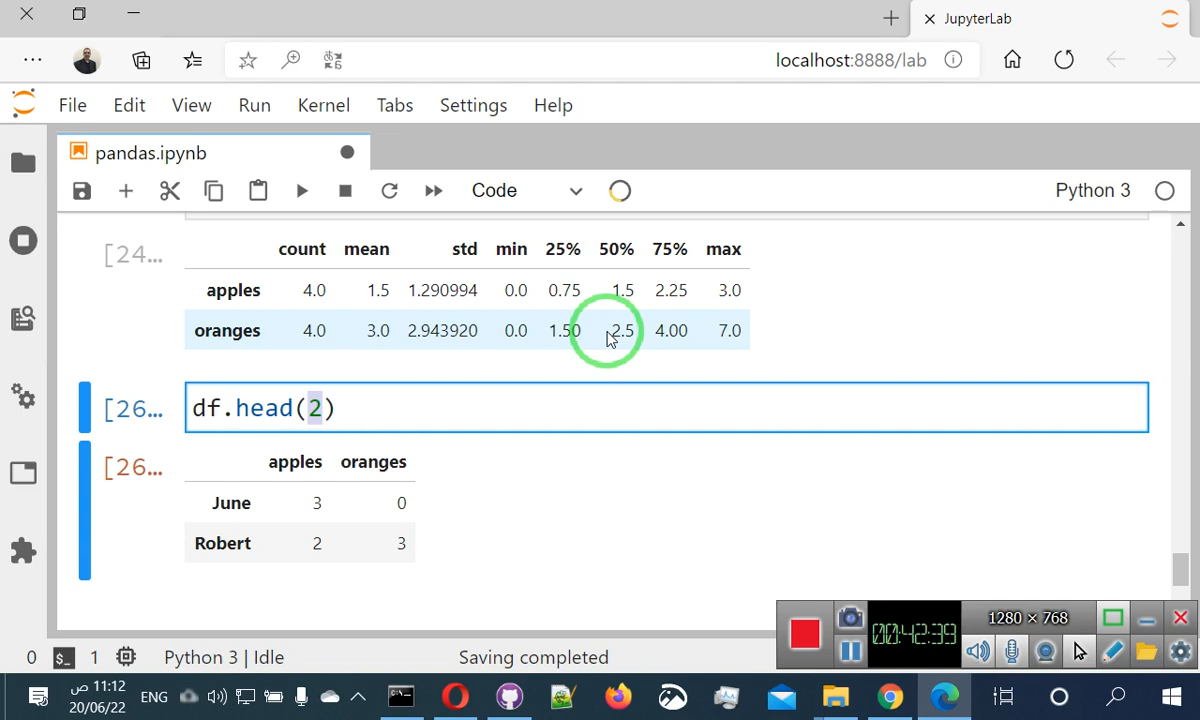 JupyterLab
localhost:8888/lab
File Edit View Run Kernel Tabs Settings Help
pandas.ipynb
Code
Python 3
[24...
count mean std min 25% 50% 75% max
apples 4.0 1.5 1.290994 0.0 0.75 1.5 2.25 3.0
oranges 4.0 3.0 2.943920 0.0 1.50 2.5 4.00 7.0
[26...
df.head(2)
[26...
apples oranges
June 3 0
Robert 2 3
1280 × 768
00:42:39
0 $_ 1 Python 3 | Idle Saving completed
ENG
11:12 ص
20/06/22